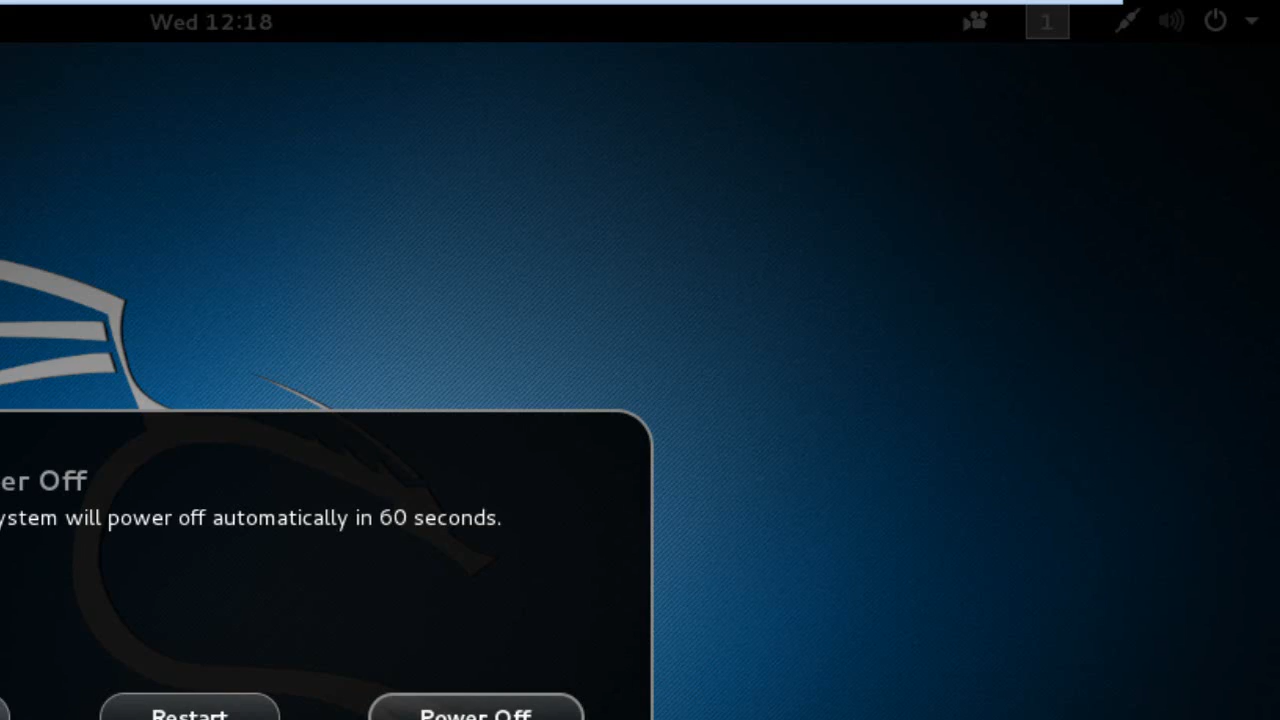 Wed 12:18
1
er Off
ystem will power off automatically in 60 seconds.
Restart
Power Off